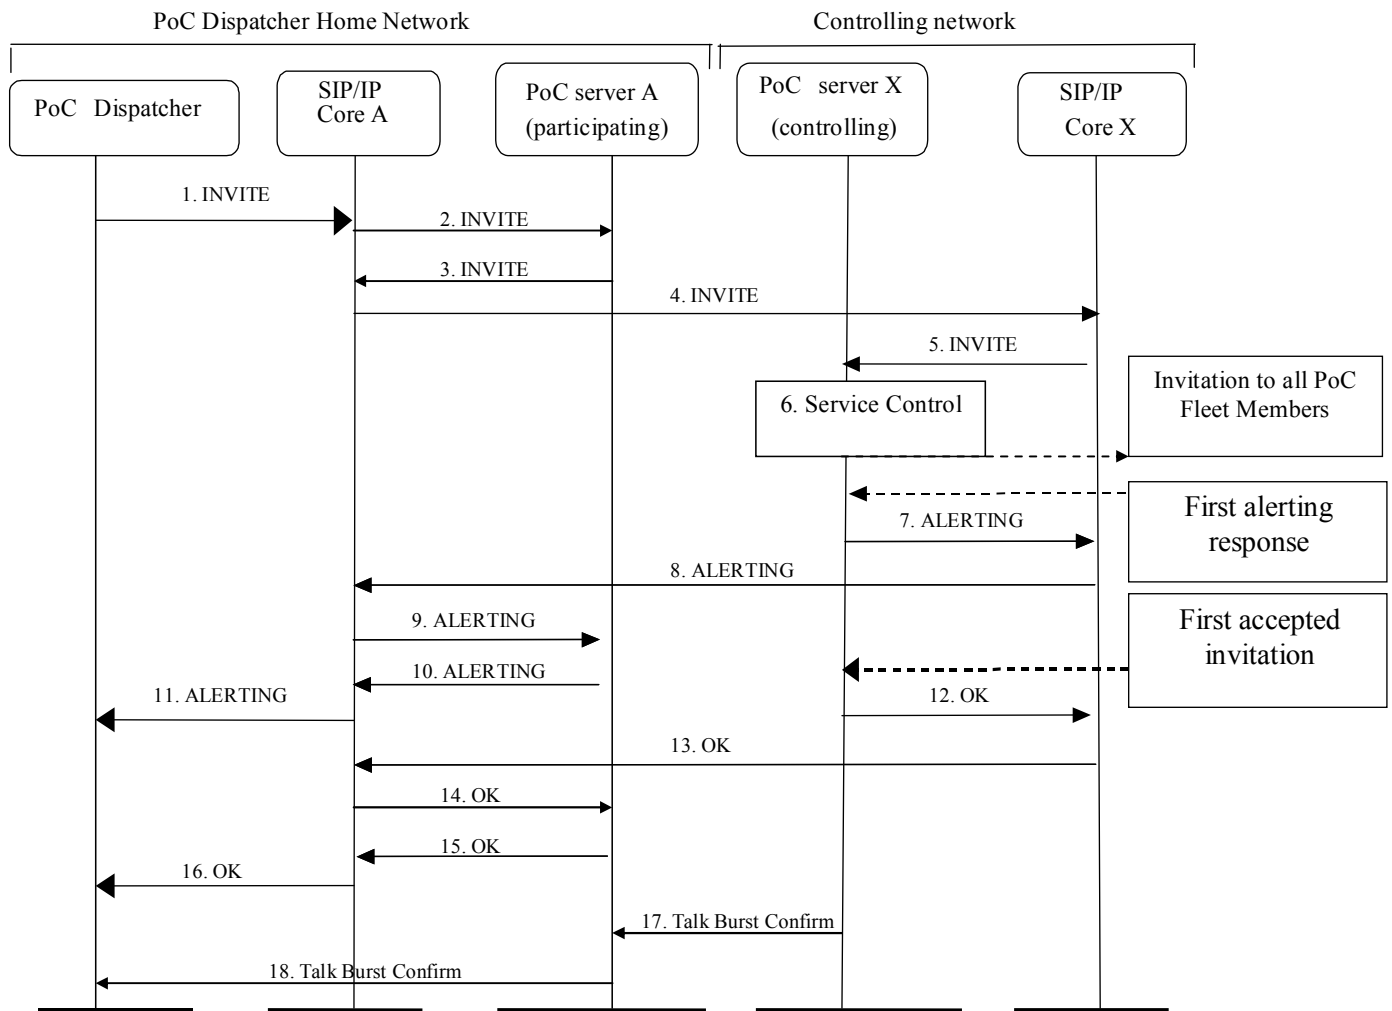 PoC Dispatcher Home Network
Controlling network
PoC Dispatcher
SIP/IP
Core A
PoC server A
(participating)
PoC server X
(controlling)
SIP/IP
Core X
1. INVITE
2. INVITE
3. INVITE
4. INVITE
5. INVITE
6. Service Control
Invitation to all PoC
Fleet Members
First alerting
response
7. ALERTING
8. ALERTING
First accepted
invitation
9. ALERTING
10. ALERTING
11. ALERTING
12. OK
13. OK
14. OK
15. OK
16. OK
17. Talk Burst Confirm
18. Talk Burst Confirm